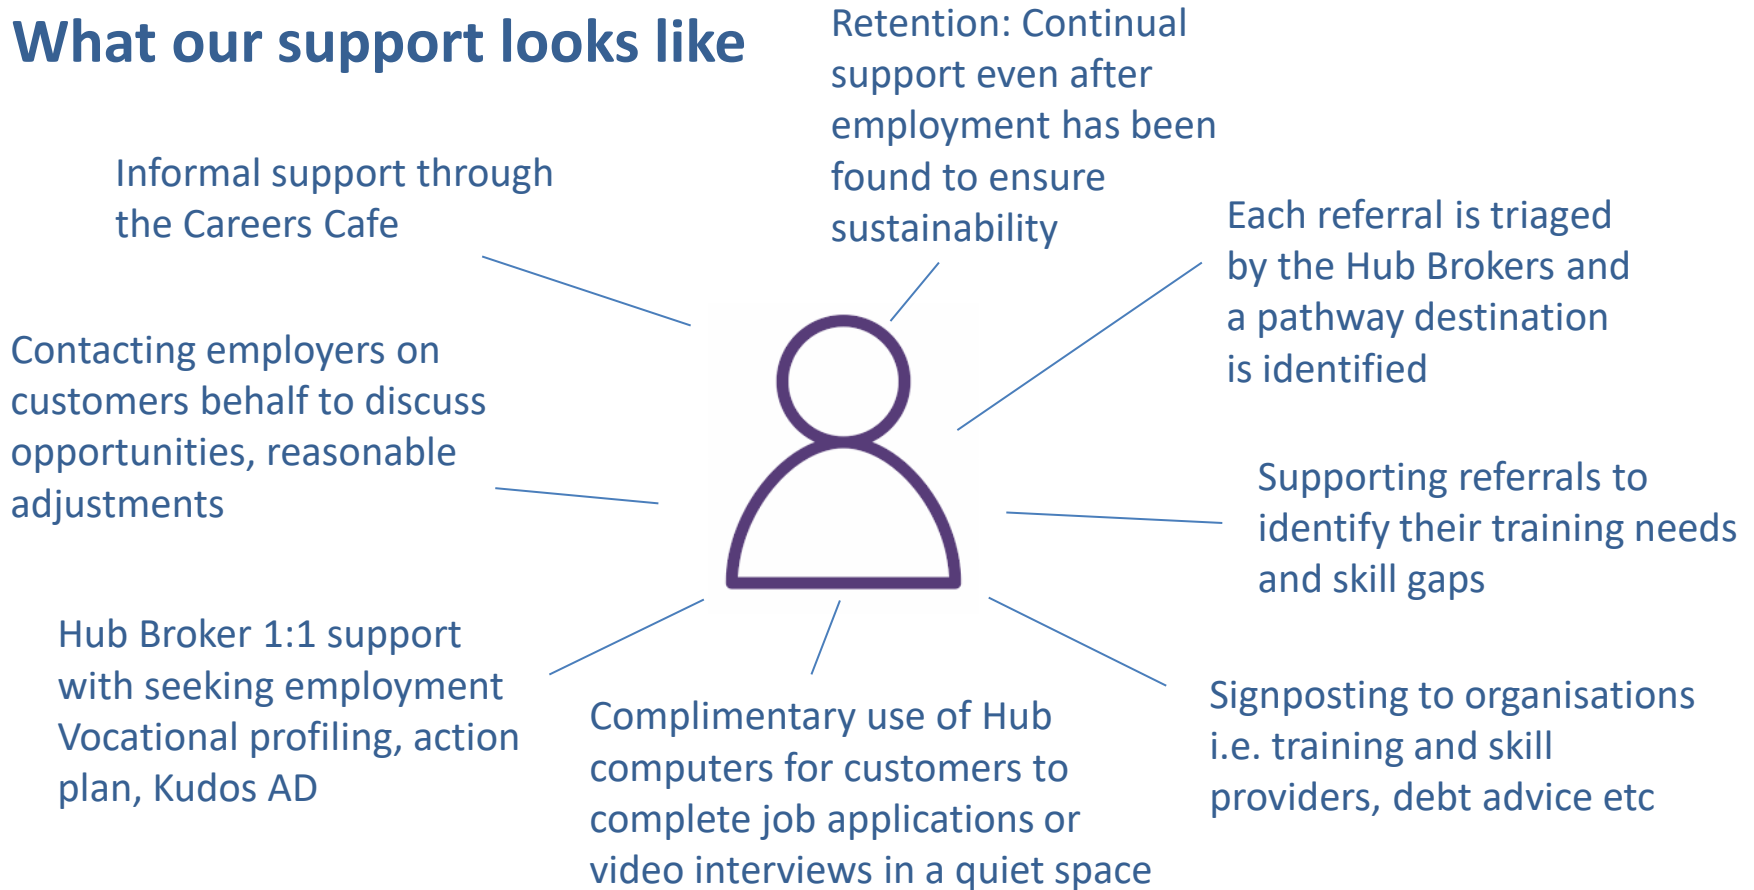 What our support looks like
Retention: Continual
support even after
employment has been
found to ensure
sustainability
Informal support through
the Careers Cafe
Each referral is triaged
by the Hub Brokers and
a pathway destination
is identified
Contacting employers on
customers behalf to discuss
opportunities, reasonable
adjustments
Supporting referrals to
identify their training needs
and skill gaps
Hub Broker 1:1 support
with seeking employment
Vocational profiling, action
plan, Kudos AD
Complimentary use of Hub
computers for customers to
complete job applications or
video interviews in a quiet space
Signposting to organisations
i.e. training and skill
providers, debt advice etc